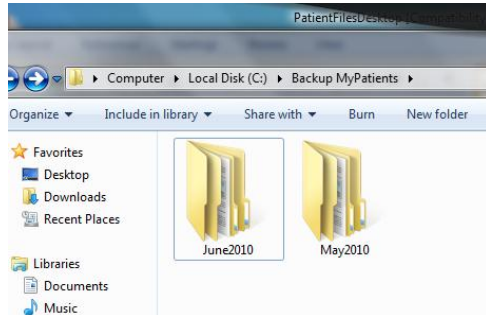 PatientFilesDesktop [Compatibility
Computer ▸ Local Disk (C:) ▸ Backup MyPatients ▸
Organize ▾ Include in library ▾ Share with ▾ Burn New folder
Favorites
Desktop
Downloads
Recent Places
June2010 May2010
Libraries
Documents
Music